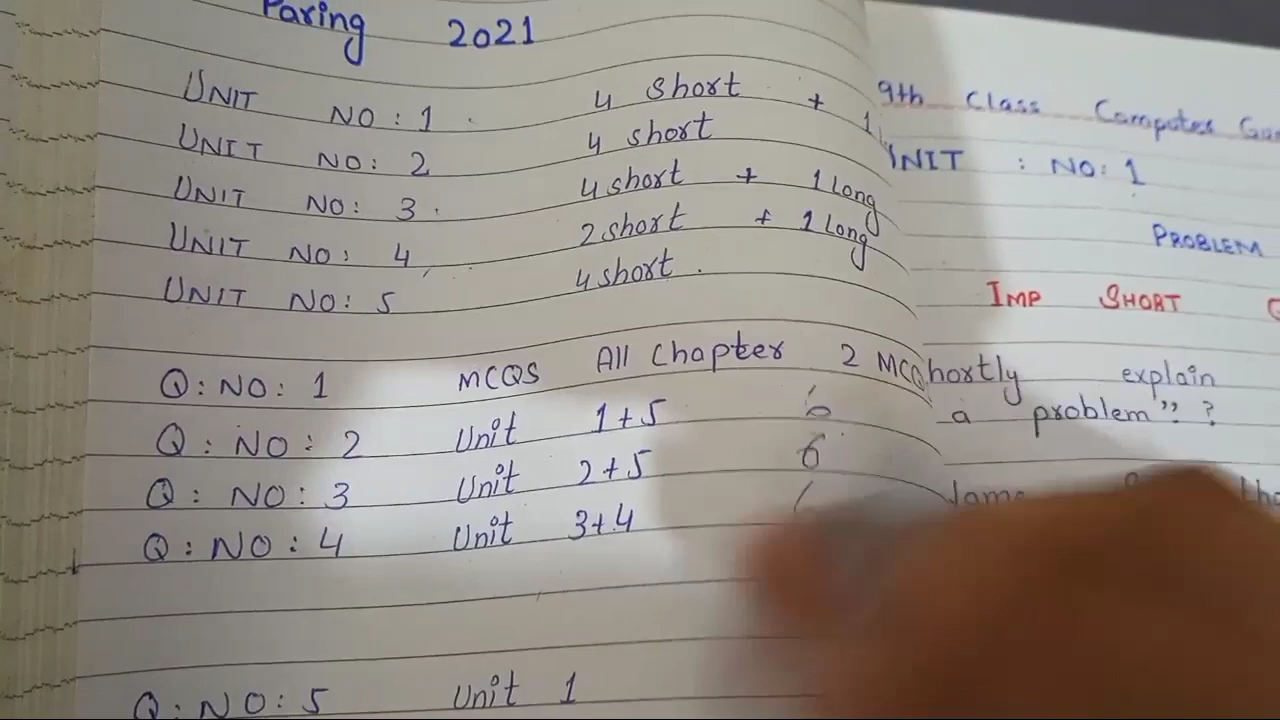 Paring 2021
UNIT NO: 1 4 short + 1
UNIT NO: 2 4 short
UNIT NO: 3 4 short + 1 Long
UNIT NO: 4 2 short + 1 Long
UNIT NO: 5 4 short
Q: NO: 1 MCQS All Chapter 2 MCQ
Q: NO: 2 Unit 1+5 6
Q: NO: 3 Unit 2+5 6
Q: NO: 4 Unit 3+4
Q: NO: 5 Unit 1
9th Class Computer
UNIT : NO: 1
PROBLEM
IMP SHORT
hortly explain
a problem" ?